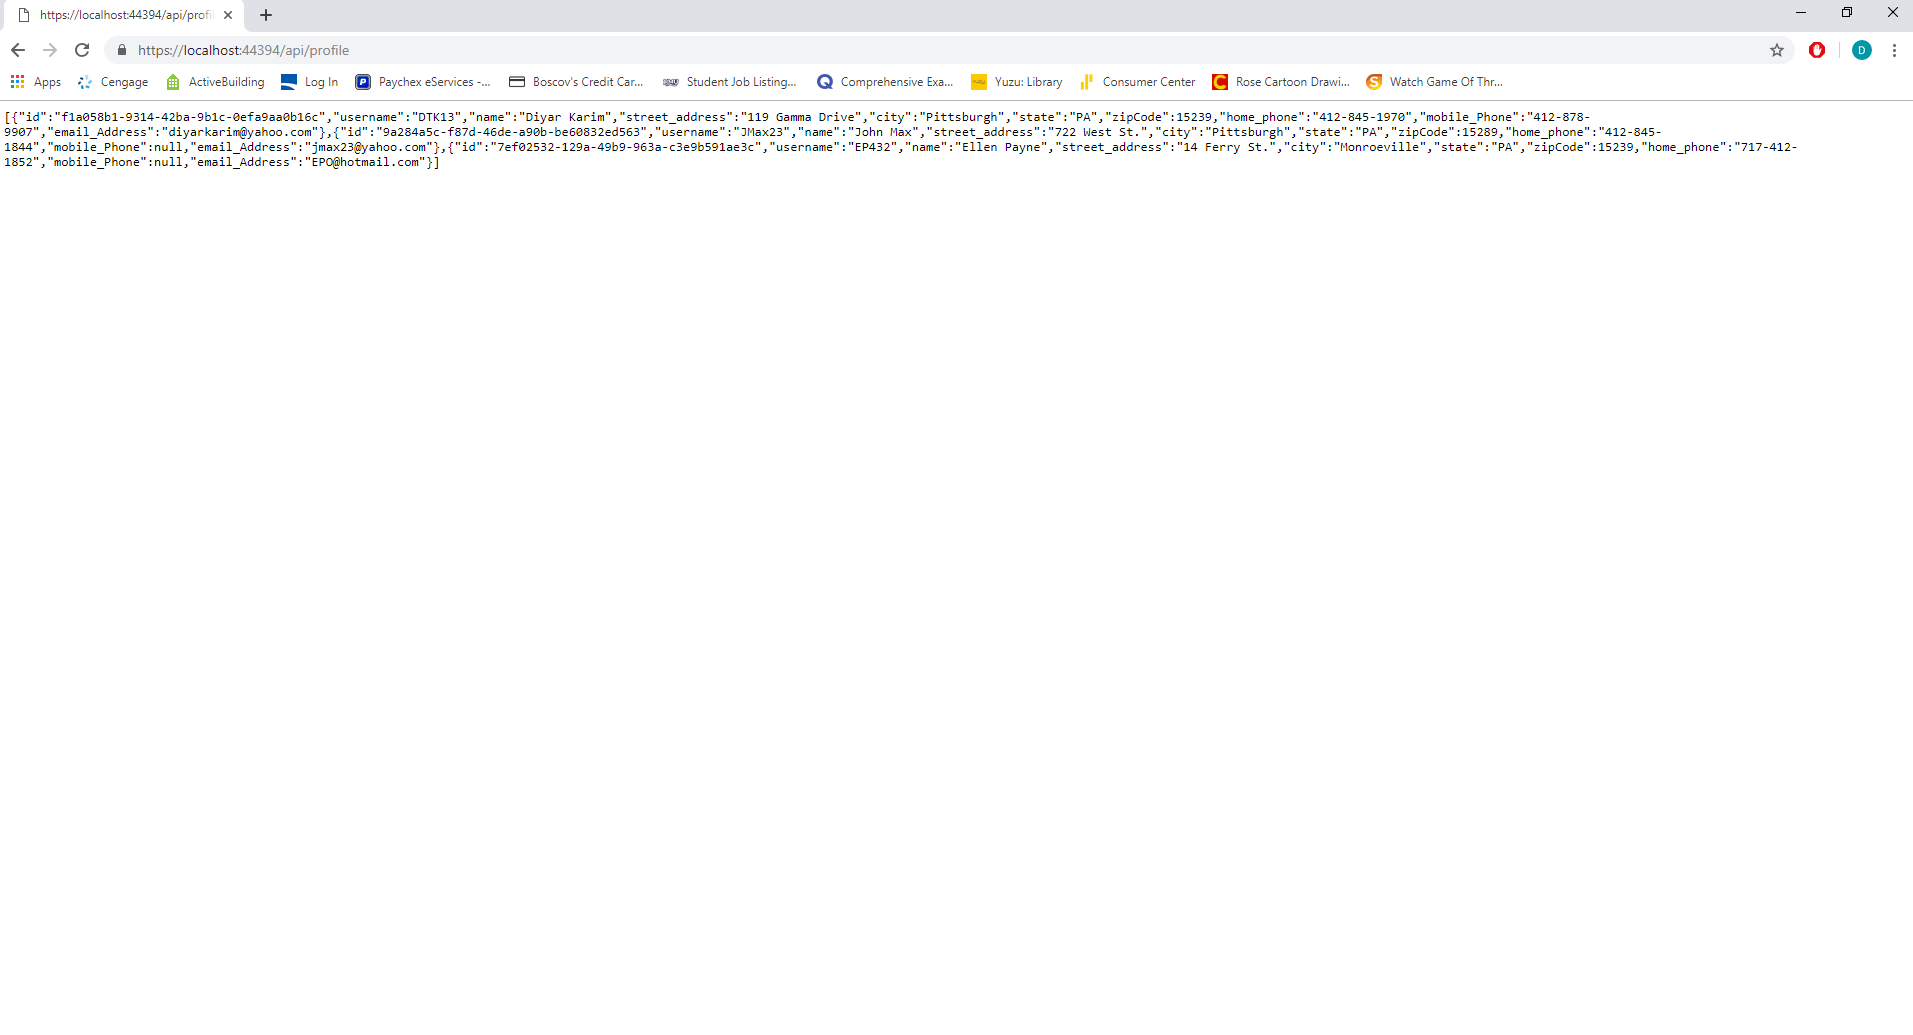 https://localhost:44394/api/profi
https://localhost:44394/api/profile
D
Apps Cengage ActiveBuilding Log In Paychex eServices -... Boscov's Credit Car... Student Job Listing... Comprehensive Exa... Yuzu: Library Consumer Center Rose Cartoon Drawi... Watch Game Of Thr...
[{"id":"f1a058b1-9314-42ba-9b1c-0efa9aa0b16c","username":"DTK13","name":"Diyar Karim","street_address":"119 Gamma Drive","city":"Pittsburgh","state":"PA","zipCode":15239,"home_phone":"412-845-1970","mobile_Phone":"412-878-
9907","email_Address":"diyarkarim@yahoo.com"},{"id":"9a284a5c-f87d-46de-a90b-be60832ed563","username":"JMax23","name":"John Max","street_address":"722 West St.","city":"Pittsburgh","state":"PA","zipCode":15289,"home_phone":"412-845-
1844","mobile_Phone":null,"email_Address":"jmax23@yahoo.com"},{"id":"7ef02532-129a-49b9-963a-c3e9b591ae3c","username":"EP432","name":"Ellen Payne","street_address":"14 Ferry St.","city":"Monroeville","state":"PA","zipCode":15239,"home_phone":"717-412-
1852","mobile_Phone":null,"email_Address":"EPO@hotmail.com"}]